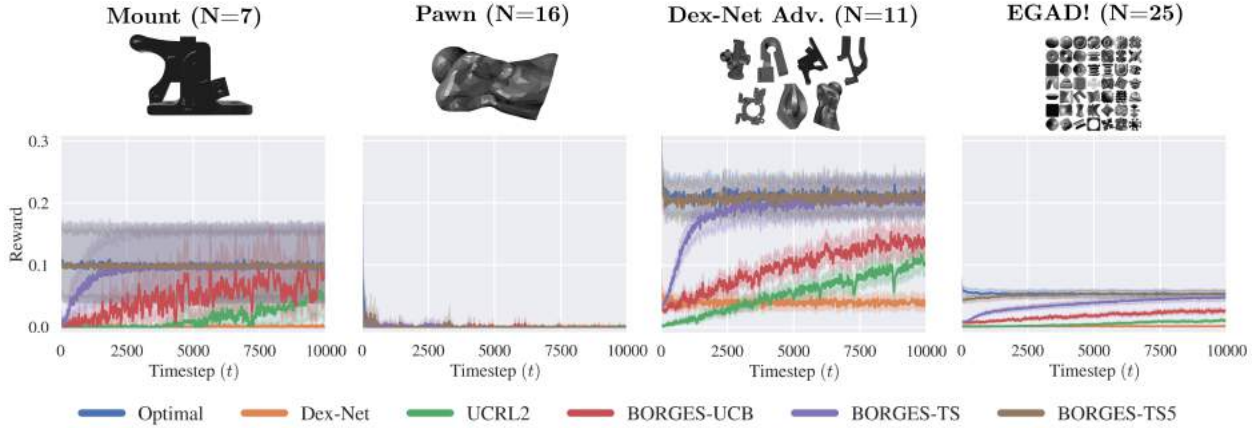 Mount (N=7) Pawn (N=16) Dex-Net Adv. (N=11) EGAD! (N=25)
Reward
0.3
0.2
0.1
0.0
0 2500 5000 7500 10000 0 2500 5000 7500 10000 0 2500 5000 7500 10000 0 2500 5000 7500 10000
Timestep (t) Timestep (t) Timestep (t) Timestep (t)
Optimal Dex-Net UCRL2 BORGES-UCB BORGES-TS BORGES-TS5